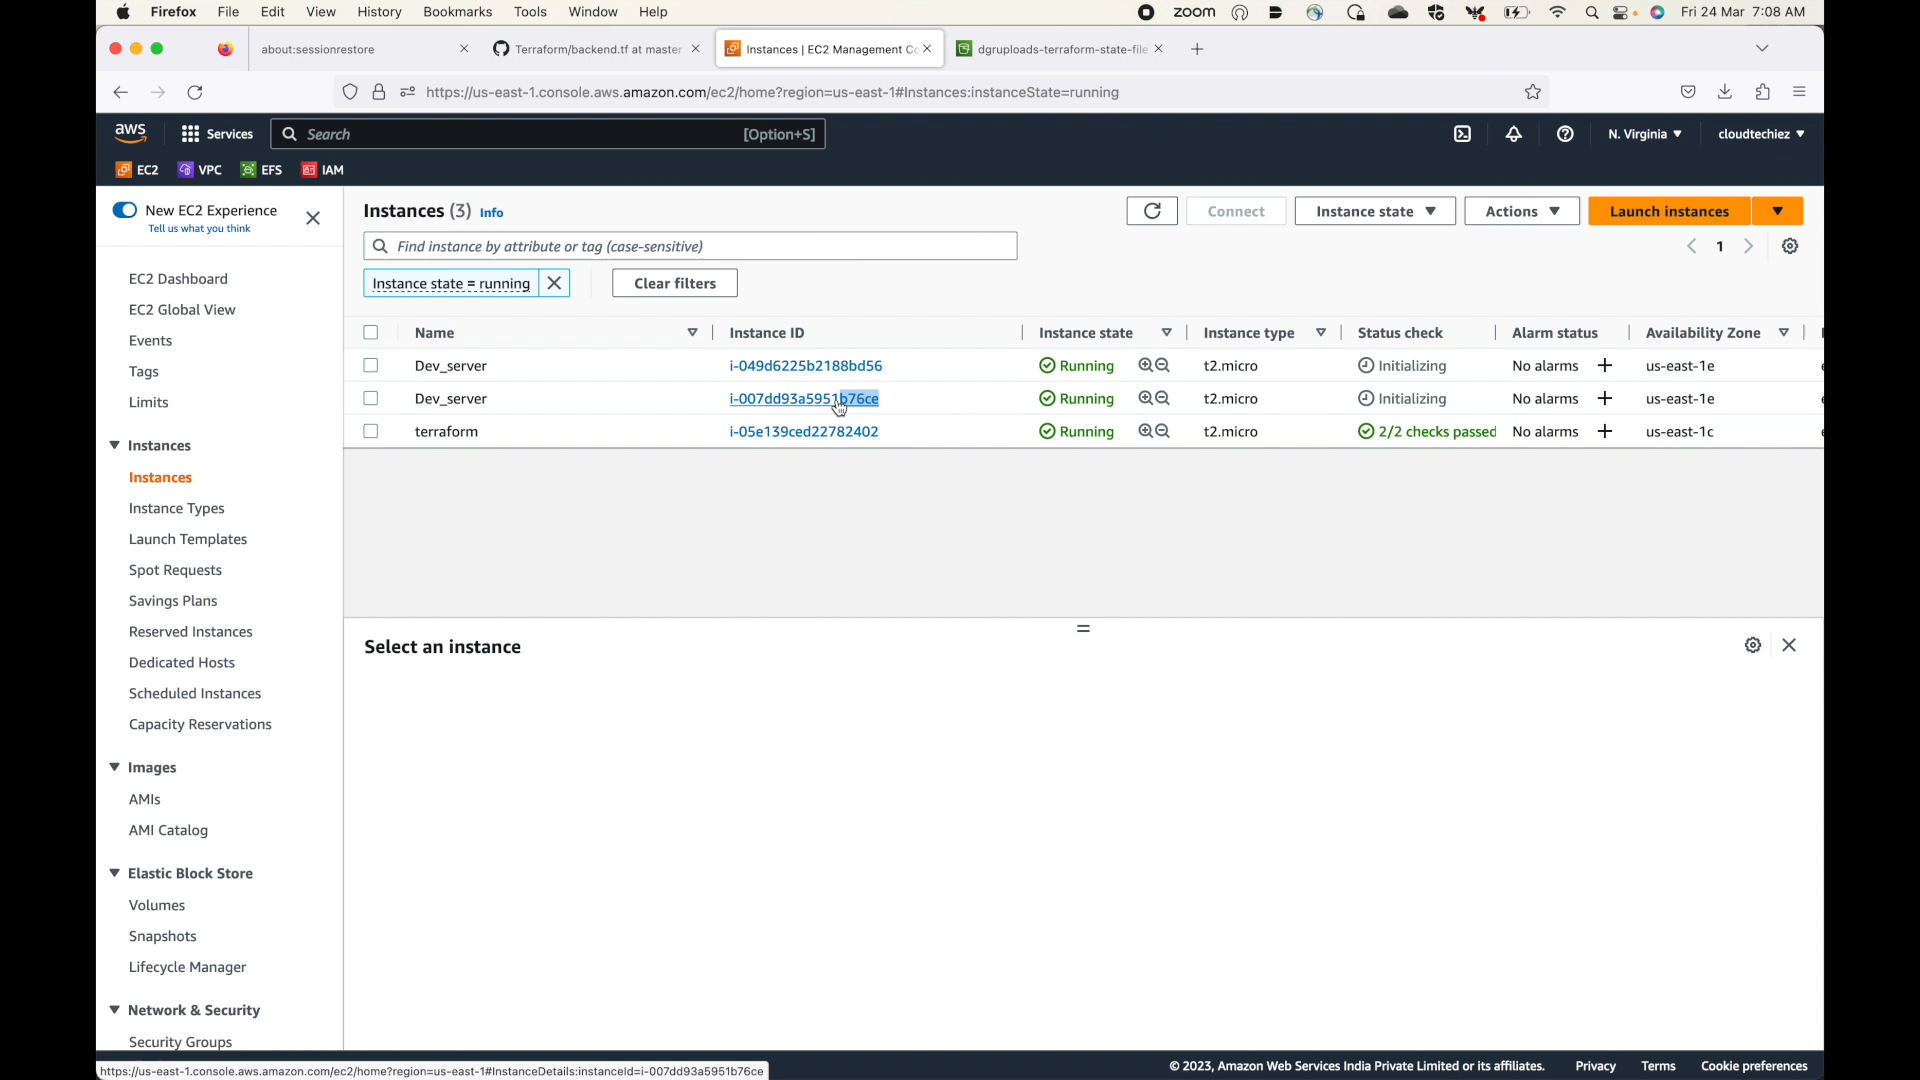 Firefox File Edit View History Bookmarks Tools Window Help zoom Fri 24 Mar 7:08 AM
about:sessionrestore Terraform/backend.tf at master Instances | EC2 Management Co dgruploads-terraform-state-file
https://us-east-1.console.aws.amazon.com/ec2/home?region=us-east-1#Instances:instanceState=running
aws Services Search [Option+S] N. Virginia cloudtechiez
EC2 VPC EFS IAM
New EC2 Experience
Tell us what you think
Instances (3) Info Connect Instance state Actions Launch instances
Find instance by attribute or tag (case-sensitive) 1
Instance state = running Clear filters
Name Instance ID Instance state Instance type Status check Alarm status Availability Zone
Dev_server i-049d6225b2188bd56 Running t2.micro Initializing No alarms us-east-1e
Dev_server i-007dd93a5951b76ce Running t2.micro Initializing No alarms us-east-1e
terraform i-05e139ced22782402 Running t2.micro 2/2 checks passed No alarms us-east-1c
Select an instance
EC2 Dashboard
EC2 Global View
Events
Tags
Limits
Instances
Instances
Instance Types
Launch Templates
Spot Requests
Savings Plans
Reserved Instances
Dedicated Hosts
Scheduled Instances
Capacity Reservations
Images
AMIs
AMI Catalog
Elastic Block Store
Volumes
Snapshots
Lifecycle Manager
Network & Security
Security Groups
https://us-east-1.console.aws.amazon.com/ec2/home?region=us-east-1#InstanceDetails:instanceId=i-007dd93a5951b76ce
© 2023, Amazon Web Services India Private Limited or its affiliates. Privacy Terms Cookie preferences